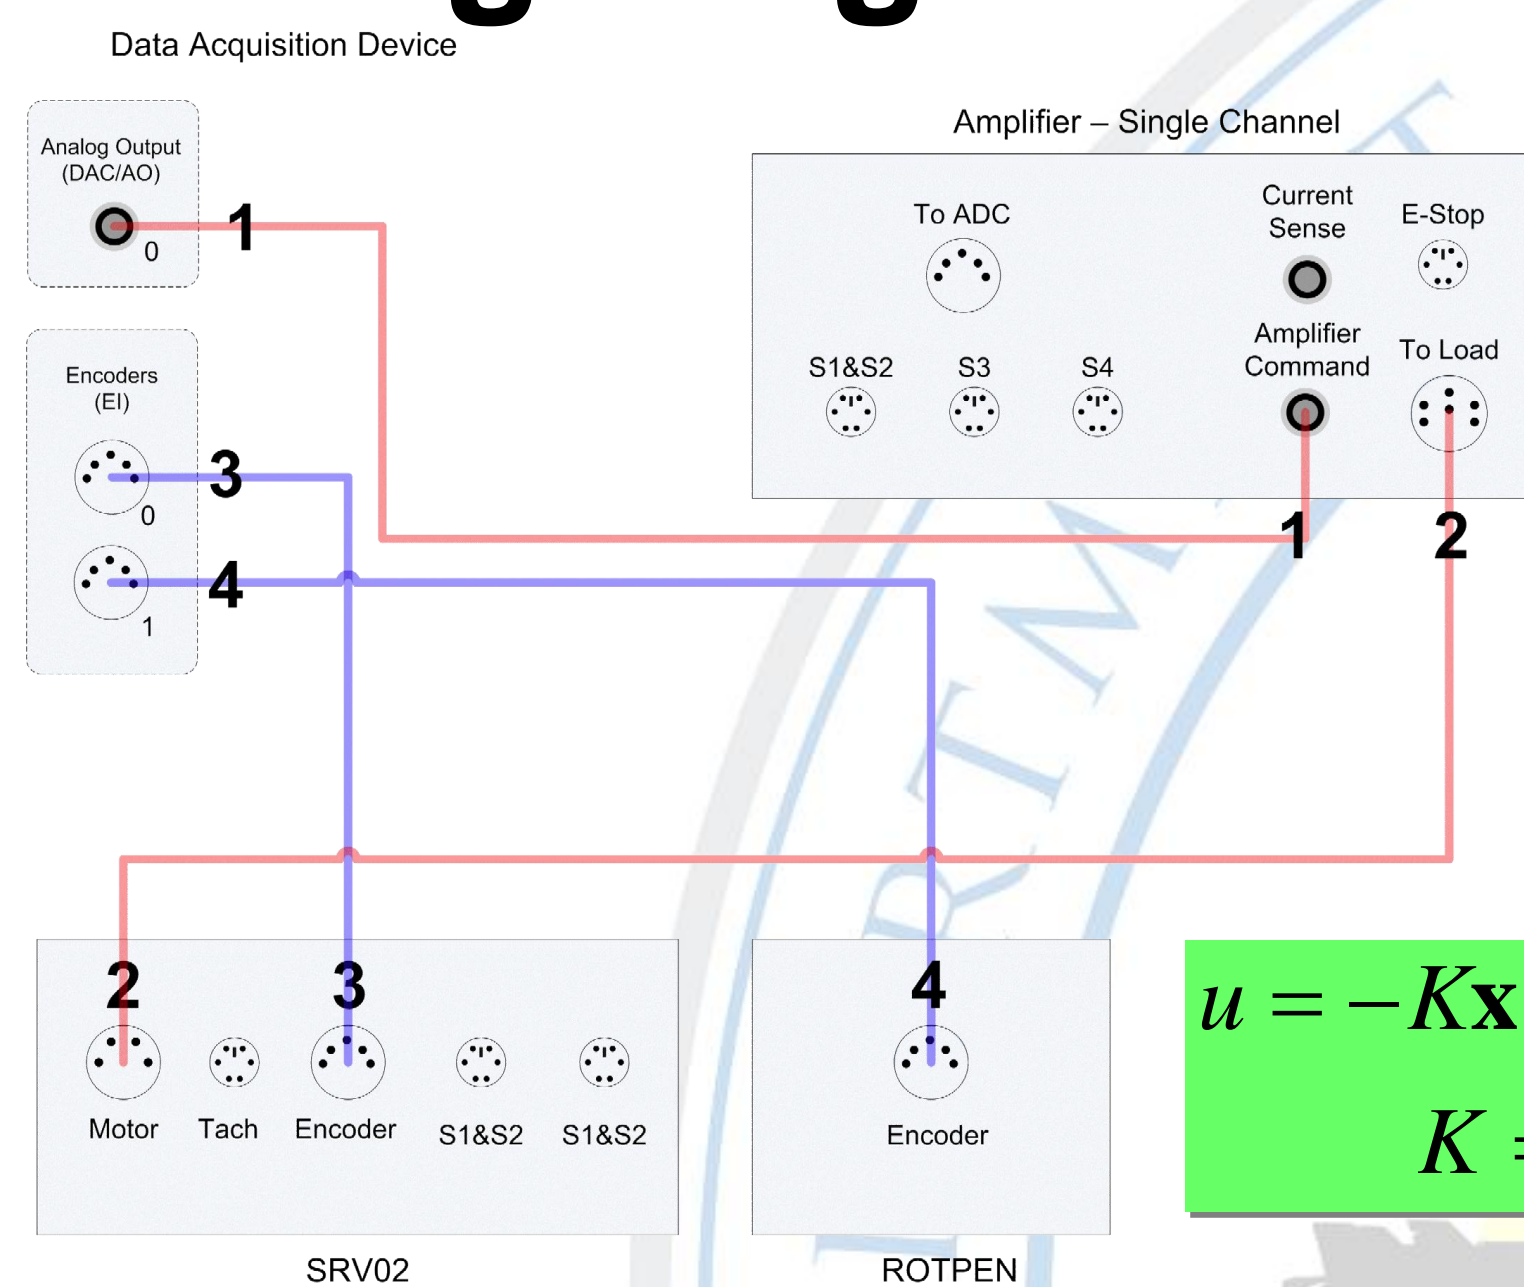 Data Acquisition Device
Analog Output
(DAC/AO)
0
1
Encoders
(EI)
3
0
4
1
Amplifier – Single Channel
To ADC
Current
Sense
E-Stop
Amplifier
Command
To Load
S1&S2
S3
S4
1
2
2
3
Motor
Tach
Encoder
S1&S2
S1&S2
SRV02
4
Encoder
ROTPEN
u = −Kx
K =
R T M
T